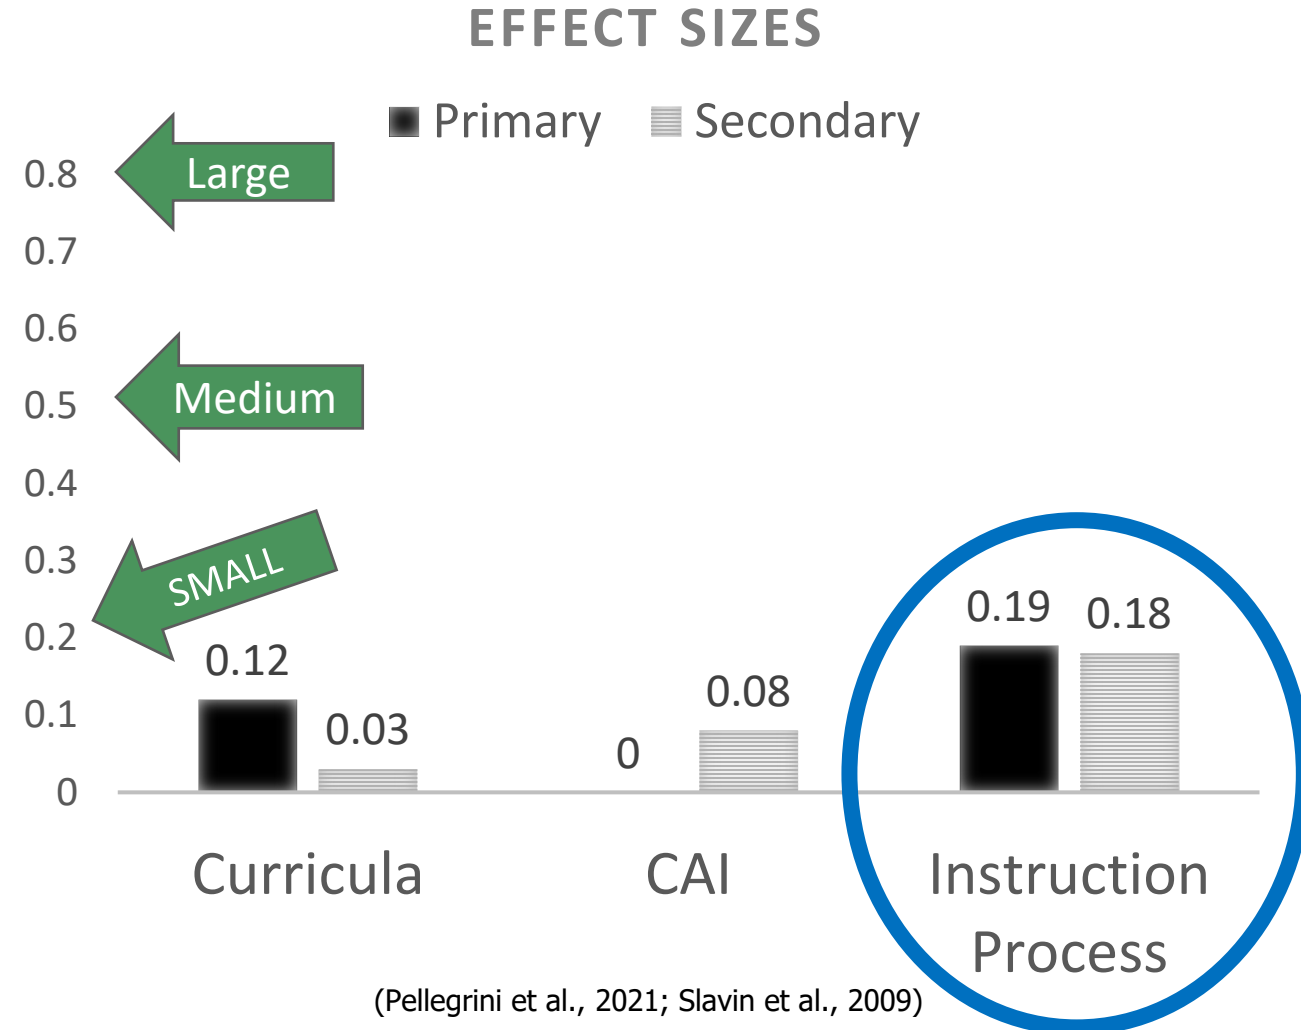 EFFECT SIZES
Primary Secondary
0.8
Large
0.7
0.6
0.5
Medium
0.4
0.3
SMALL
0.2
0.1
0
0.12
0.03
0
0.08
0.19
0.18
Curricula
CAI
Instruction
Process
(Pellegrini et al., 2021; Slavin et al., 2009)